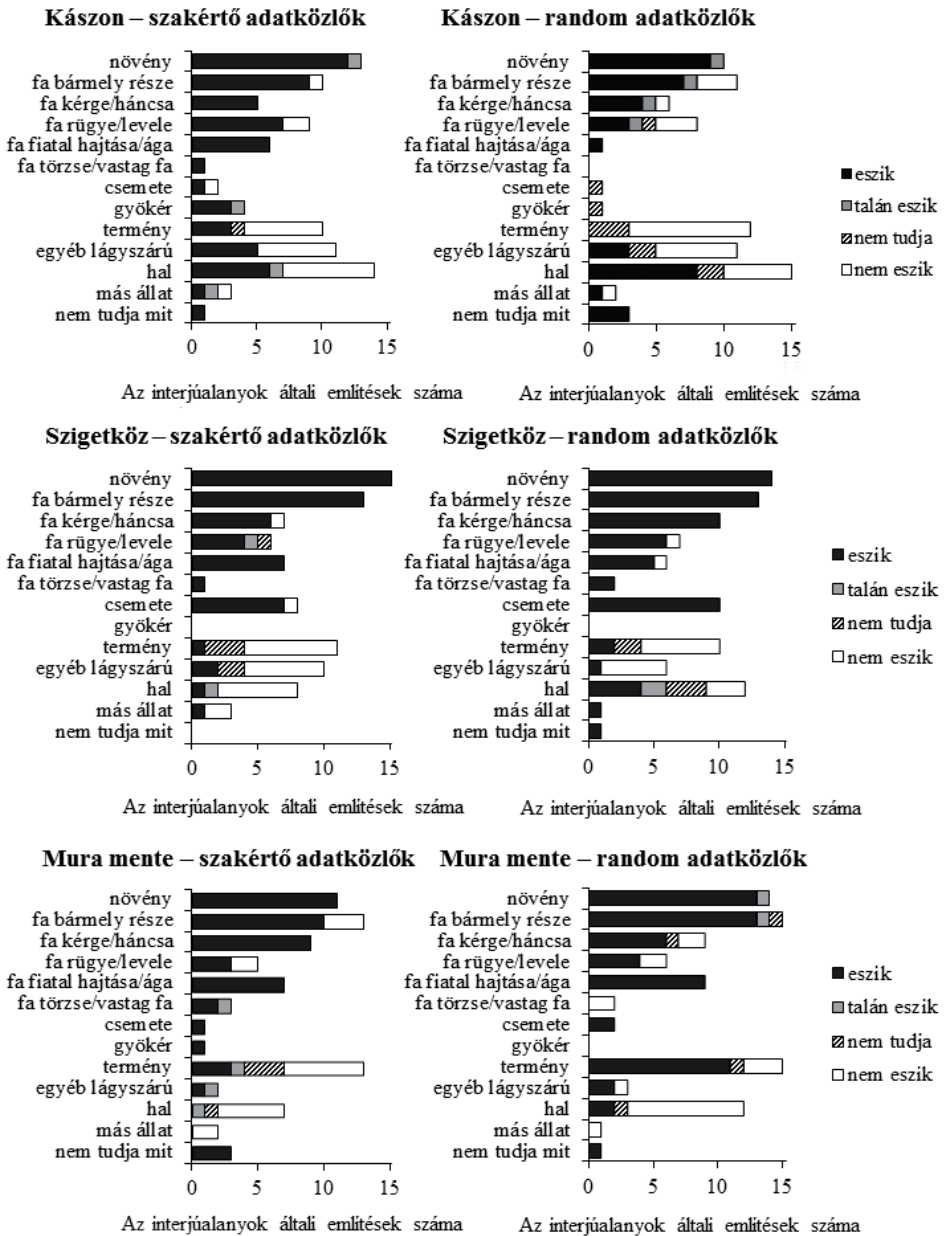 Kászon – szakértő adatközlők
növény
fa bármely része
fa kérge/háncsa
fa rügye/levele
fa fiatal hajtása/ága
fa törzse/vastag fa
csemete
gyökér
termény
egyéb lágyszárú
hal
más állat
nem tudja mit
0 5 10 15
Az interjúalanyok általi említések száma
Kászon – random adatközlők
növény
fa bármely része
fa kérge/háncsa
fa rügye/levele
fa fiatal hajtása/ága
fa törzse/vastag fa
csemete
gyökér
termény
egyéb lágyszárú
hal
más állat
nem tudja mit
0 5 10 15
Az interjúalanyok általi említések száma
eszik
talán eszik
nem tudja
nem eszik
Szigetköz – szakértő adatközlők
növény
fa bármely része
fa kérge/háncsa
fa rügye/levele
fa fiatal hajtása/ága
fa törzse/vastag fa
csemete
gyökér
termény
egyéb lágyszárú
hal
más állat
nem tudja mit
0 5 10 15
Az interjúalanyok általi említések száma
Szigetköz – random adatközlők
növény
fa bármely része
fa kérge/háncsa
fa rügye/levele
fa fiatal hajtása/ága
fa törzse/vastag fa
csemete
gyökér
termény
egyéb lágyszárú
hal
más állat
nem tudja mit
0 5 10 15
Az interjúalanyok általi említések száma
eszik
talán eszik
nem tudja
nem eszik
Mura mente – szakértő adatközlők
növény
fa bármely része
fa kérge/háncsa
fa rügye/levele
fa fiatal hajtása/ága
fa törzse/vastag fa
csemete
gyökér
termény
egyéb lágyszárú
hal
más állat
nem tudja mit
0 5 10 15
Az interjúalanyok általi említések száma
Mura mente – random adatközlők
növény
fa bármely része
fa kérge/háncsa
fa rügye/levele
fa fiatal hajtása/ága
fa törzse/vastag fa
csemete
gyökér
termény
egyéb lágyszárú
hal
más állat
nem tudja mit
0 5 10 15
Az interjúalanyok általi említések száma
eszik
talán eszik
nem tudja
nem eszik